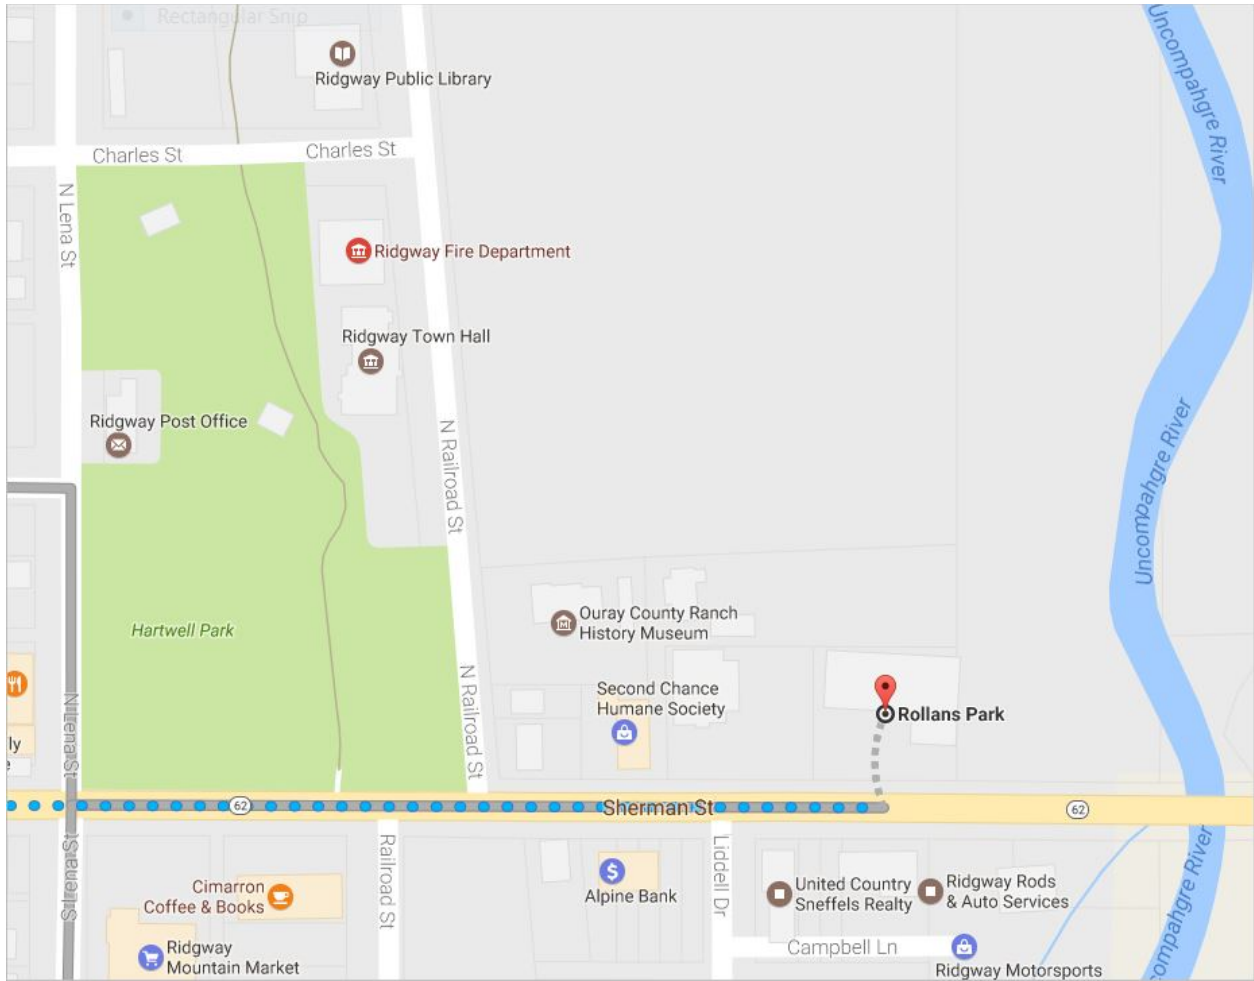 Rectangular Snip
Ridgway Public Library
Uncompahgre River
Charles St
Charles St
N Lena St
Ridgway Fire Department
Ridgway Town Hall
Ridgway Post Office
N Railroad St
Uncompahgre River
Hartwell Park
Ouray County Ranch
History Museum
N Railroad St
Second Chance
Humane Society
Rollans Park
N Lena St
ly
e
62
Sherman St
62
Railroad St
Liddell Dr
Alpine Bank
Cimarron
Coffee & Books
United Country
Sneffels Realty
Ridgway Rods
& Auto Services
Ridgway
Mountain Market
Campbell Ln
Ridgway Motorsports
compahgre River